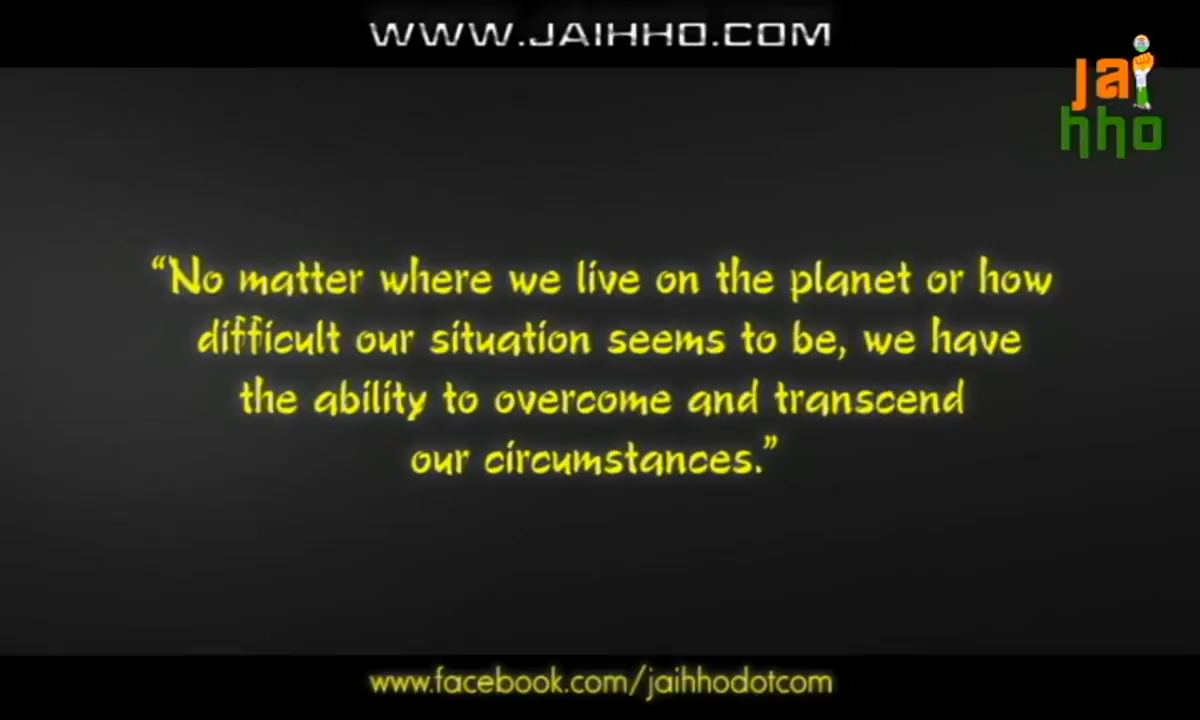 WWW.JAIHHO.COM
jai
hho
“No matter where we live on the planet or how
difficult our situation seems to be, we have
the ability to overcome and transcend
our circumstances.”
www.facebook.com/jaihhodotcom